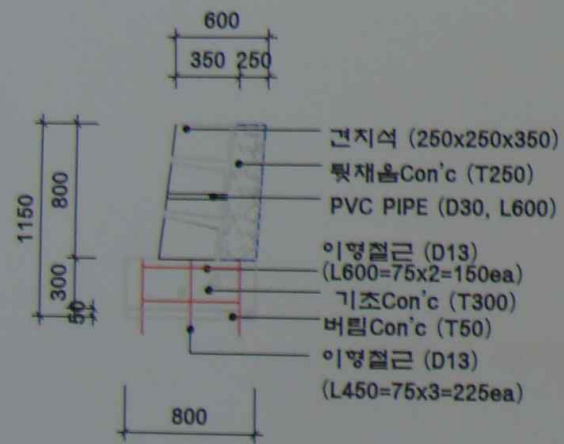 600
350 250
견치석 (250x250x350)
뒷채움Con'c (T250)
PVC PIPE (D30, L600)
이형철근 (D13)
(L600=75x2=150ea)
기초Con'c (T300)
버림Con'c (T50)
이형철근 (D13)
(L450=75x3=225ea)
1150
800
300
50
800